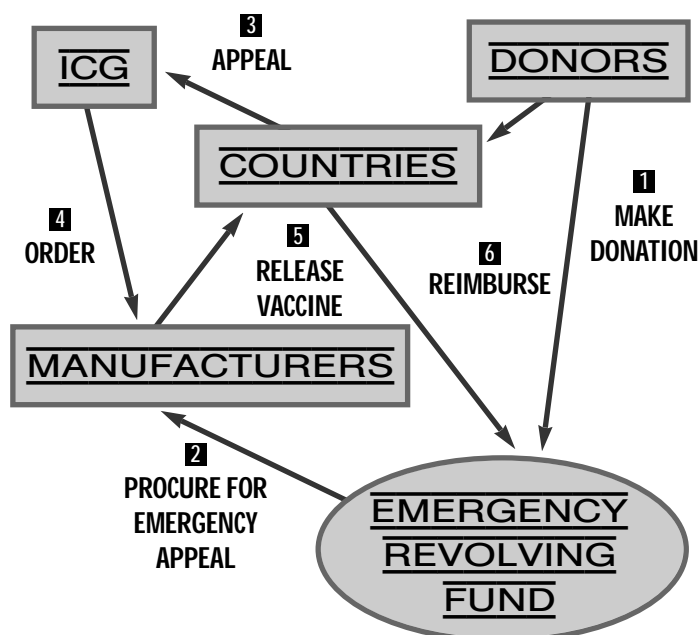 3
APPEAL
ICG
DONORS
COUNTRIES
1
MAKE
DONATION
4
ORDER
5
RELEASE
VACCINE
6
REIMBURSE
MANUFACTURERS
2
PROCURE FOR
EMERGENCY
APPEAL
EMERGENCY
REVOLVING
FUND